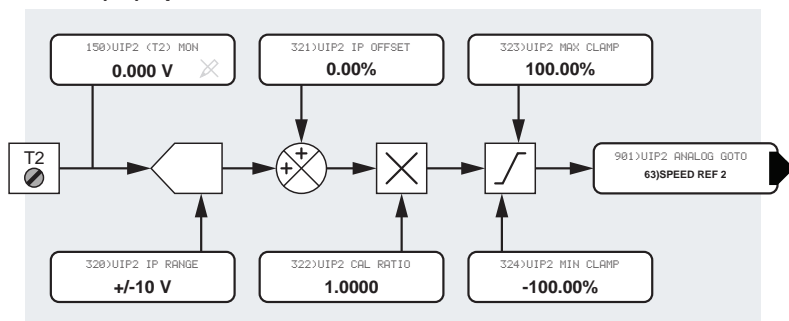 150)UIP2 (T2) MON
0.000 V
321)UIP2 IP OFFSET
0.00%
323)UIP2 MAX CLAMP
100.00%
T2
901)UIP2 ANALOG GOTO
63)SPEED REF 2
320)UIP2 IP RANGE
+/-10 V
322)UIP2 CAL RATIO
1.0000
324)UIP2 MIN CLAMP
-100.00%